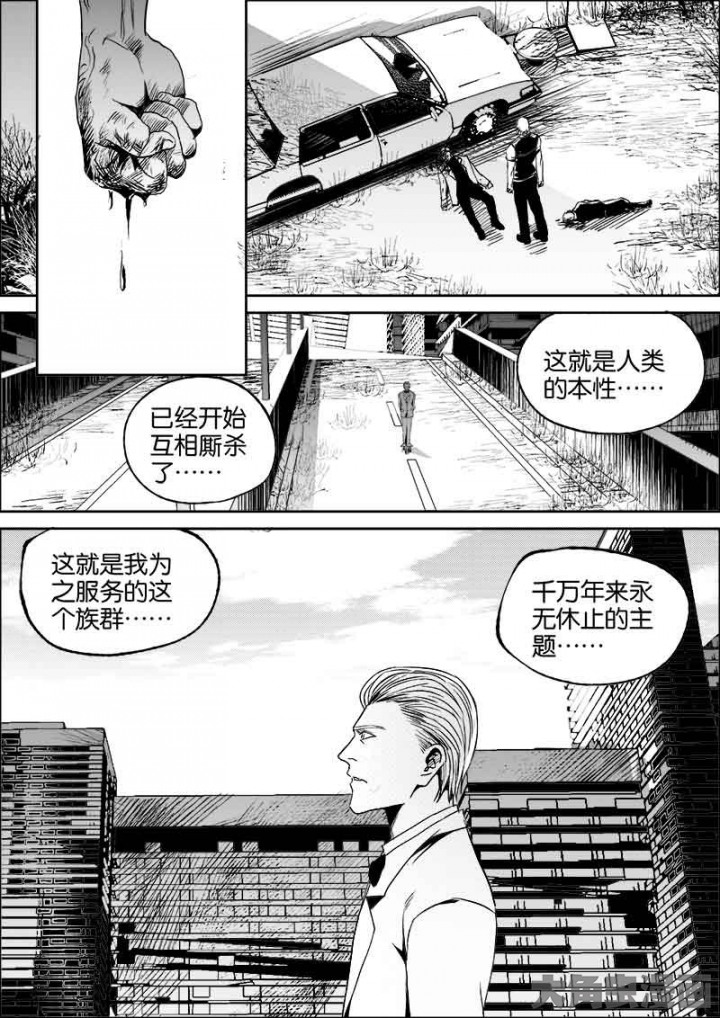 这就是人类
的本性……
已经开始
互相厮杀
了……
千万年来永
无休止的主
题……
这就是我为
之服务的这
个族群……